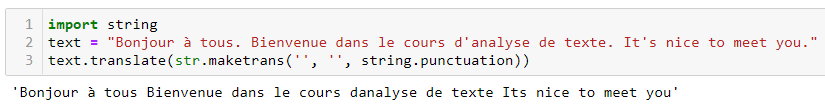 1 import string
2 text = "Bonjour à tous. Bienvenue dans le cours d'analyse de texte. It's nice to meet you."
3 text.translate(str.maketrans('', '', string.punctuation))
'Bonjour à tous Bienvenue dans le cours danalyse de texte Its nice to meet you'